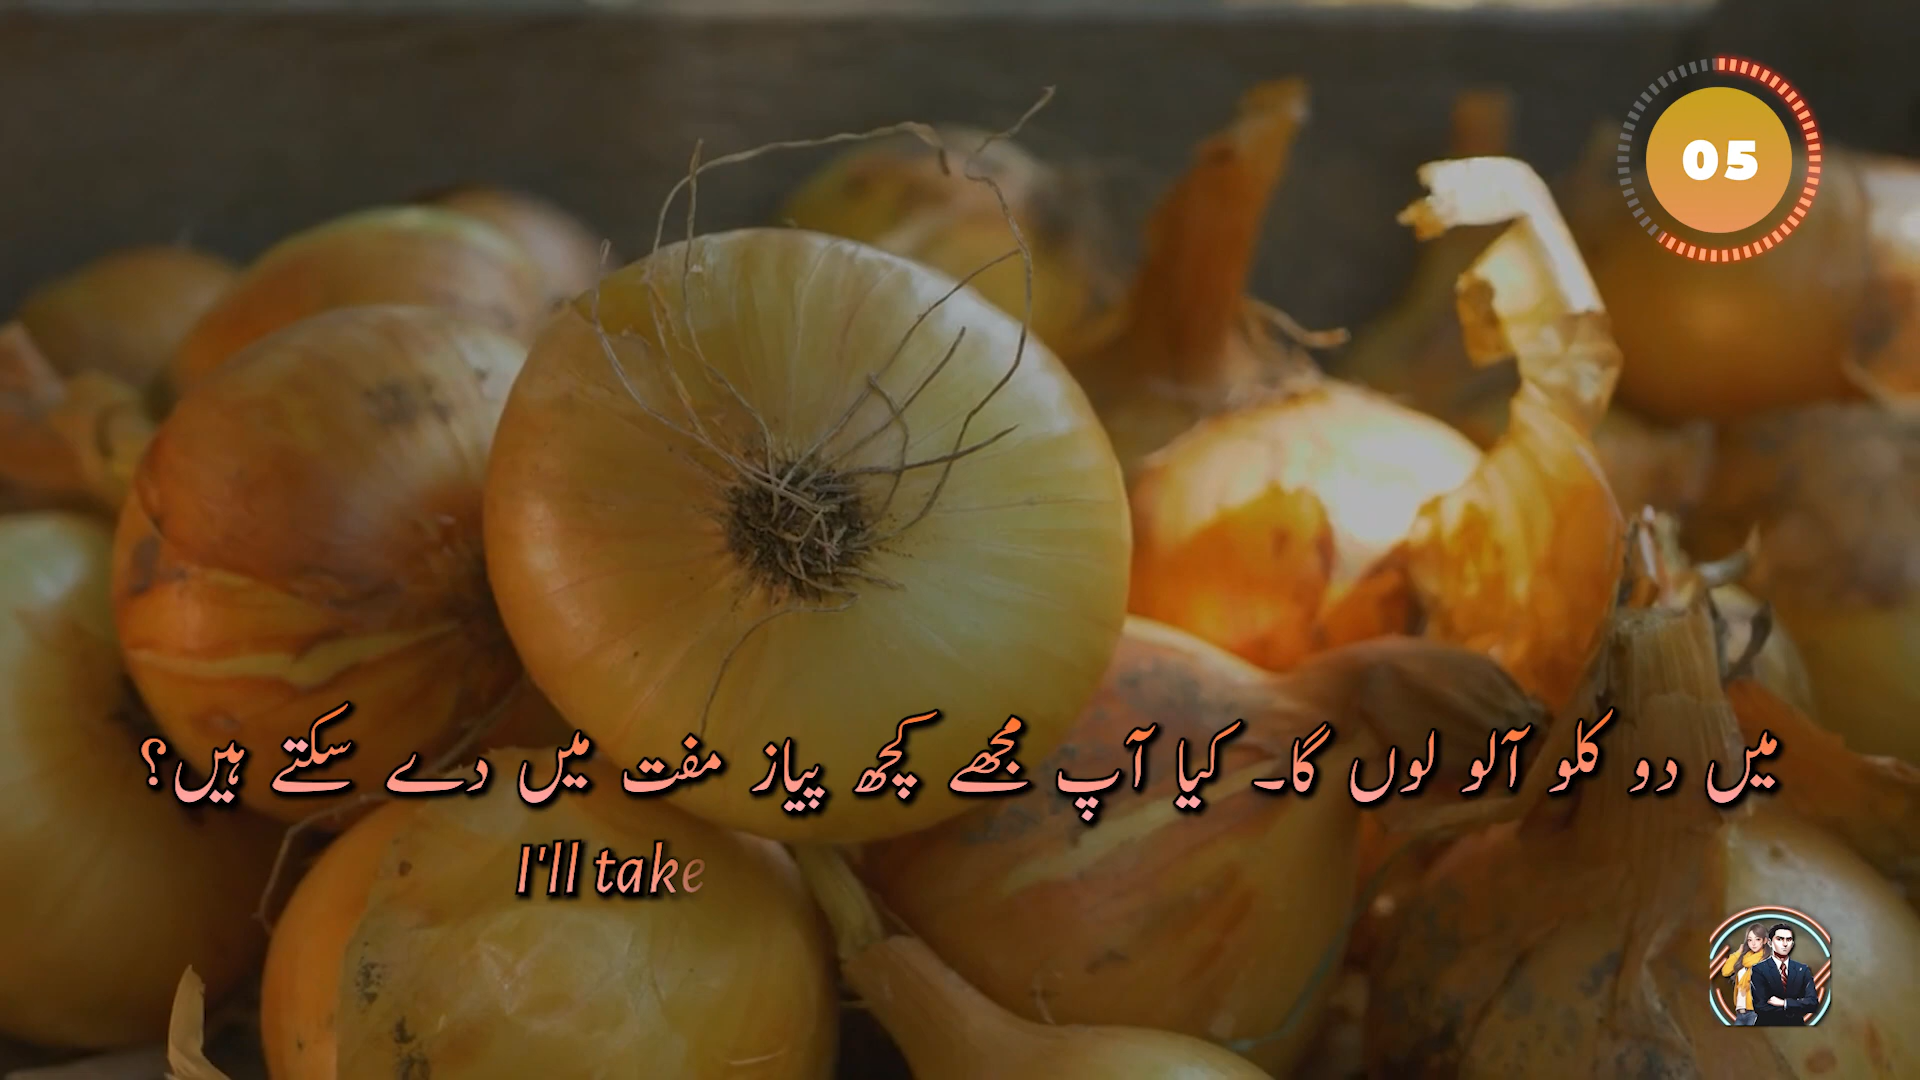 05
میں دو کلو آلو لوں گا۔ کیا آپ مجھے کچھ پیاز مفت میں دے سکتے ہیں؟
I'll take